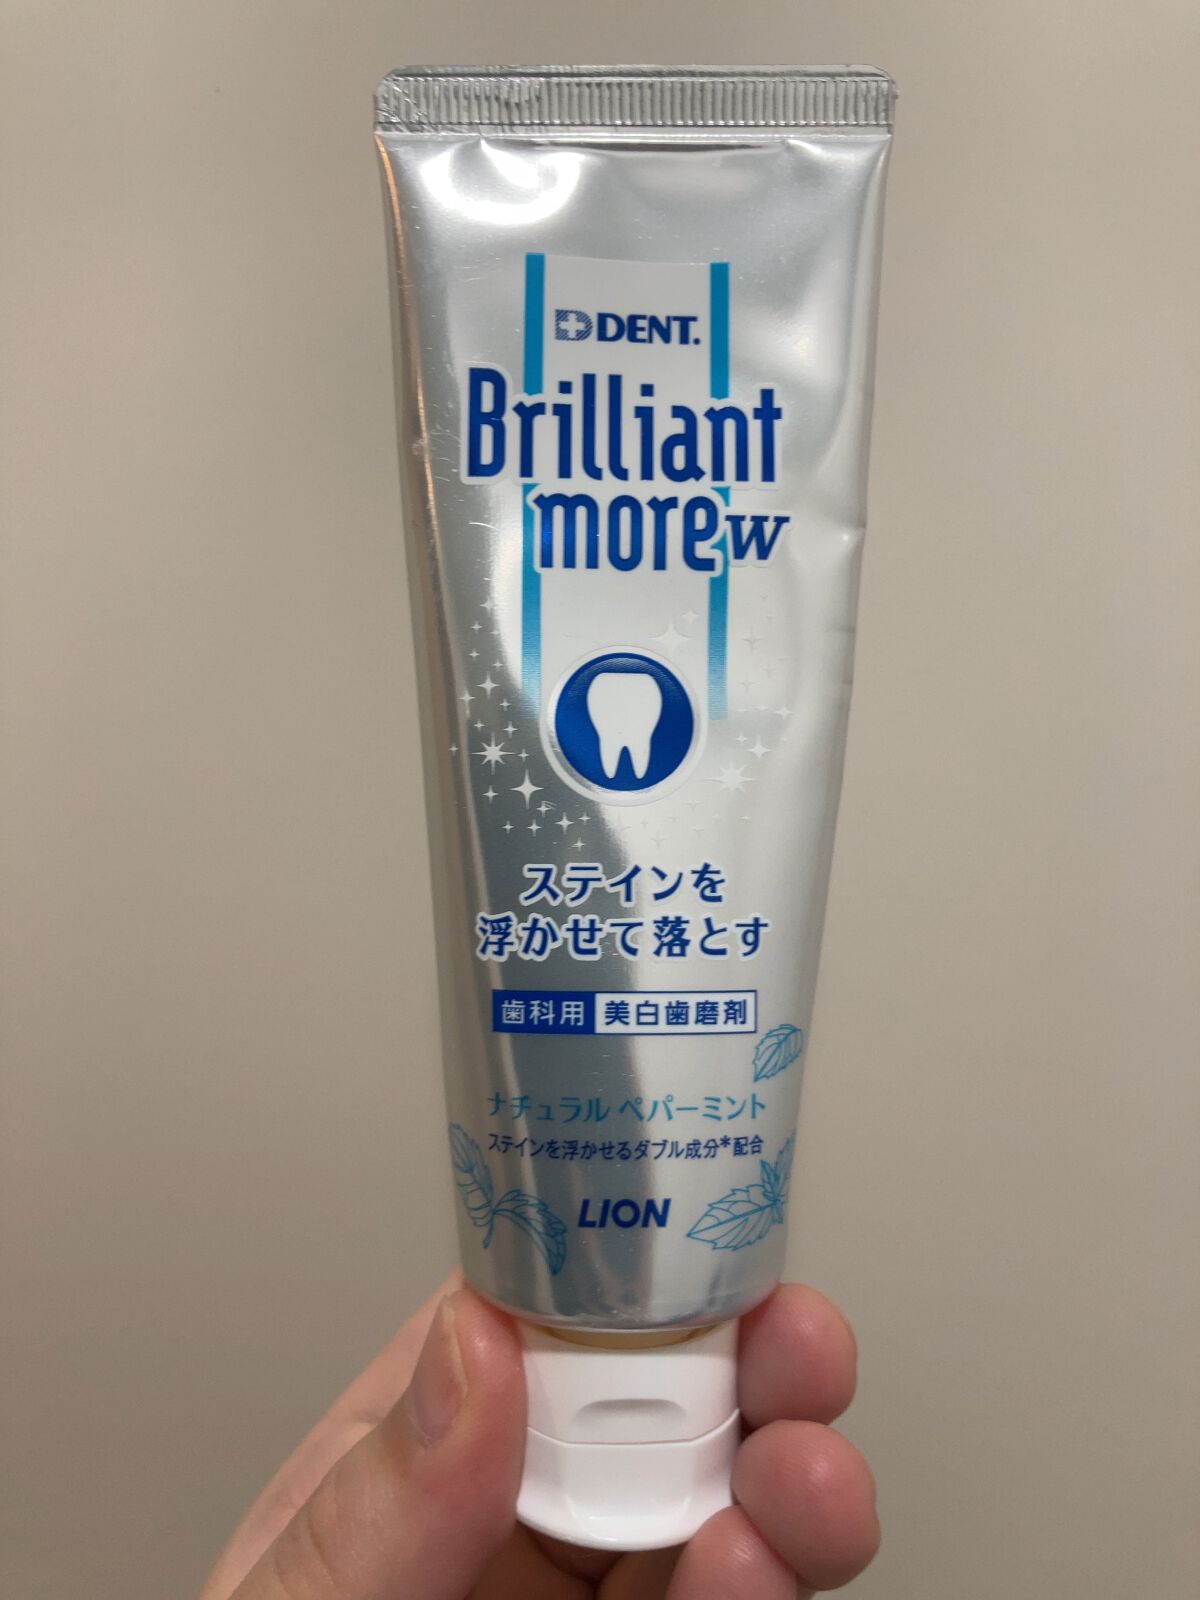 DENT.
Brilliant
more W
ステインを
浮かせて落とす
歯科用 美白歯磨剤
ナチュラル ペパーミント
ステインを浮かせるダブル成分*配合
LION